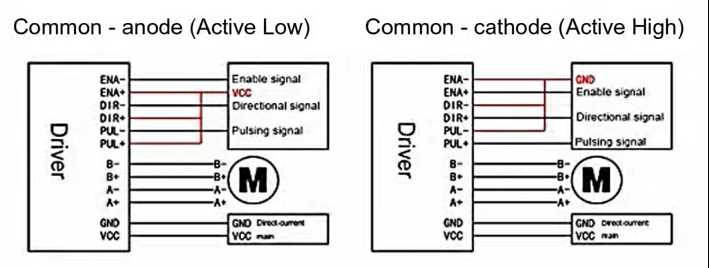 Common - anode (Active Low)
Common - cathode (Active High)
Driver
ENA-
ENA+
DIR-
DIR+
PUL-
PUL+
B-
B+
A-
A+
GND
VCC
Enable signal
VCC
Directional signal
Pulsing signal
B-
B+
A-
A+
M
GND Direct-current
VCC main
Driver
ENA-
ENA+
DIR-
DIR+
PUL-
PUL+
B-
B+
A-
A+
GND
VCC
GND
Enable signal
Directional signal
Pulsing signal
B-
B+
A-
A+
M
GND Direct-current
VCC main